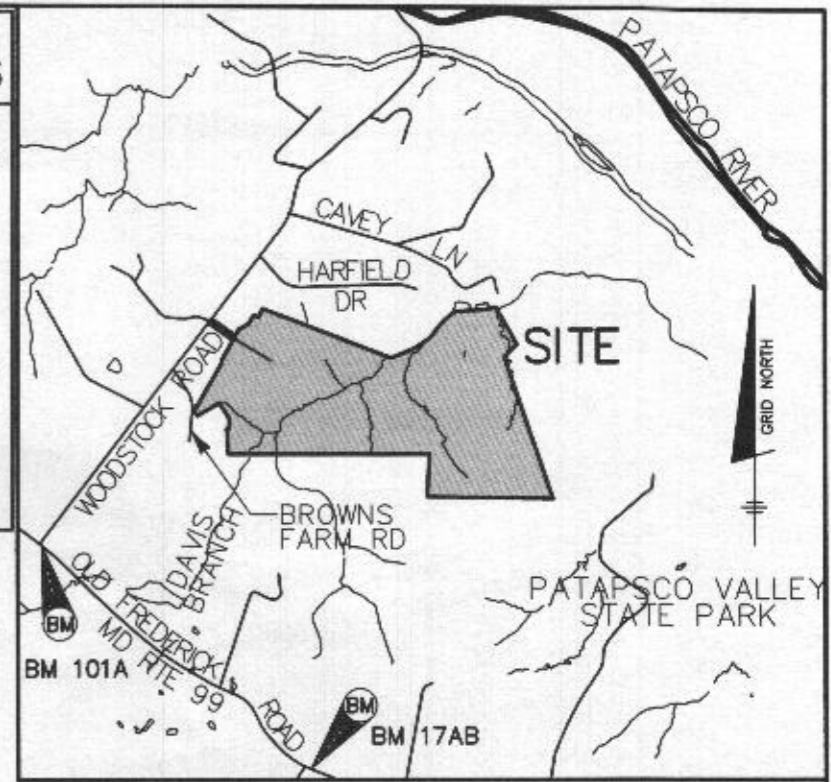 PATAPSCO RIVER
CAVEY
LN
HARFIELD
DR
SITE
GRID NORTH
WOODSTOCK ROAD
BROWNS
FARM RD
DAVIS
BRANCH
OLD FREDERICK ROAD
MD RTE 99
PATAPSCO VALLEY
STATE PARK
BM
BM 101A
BM
BM 17AB